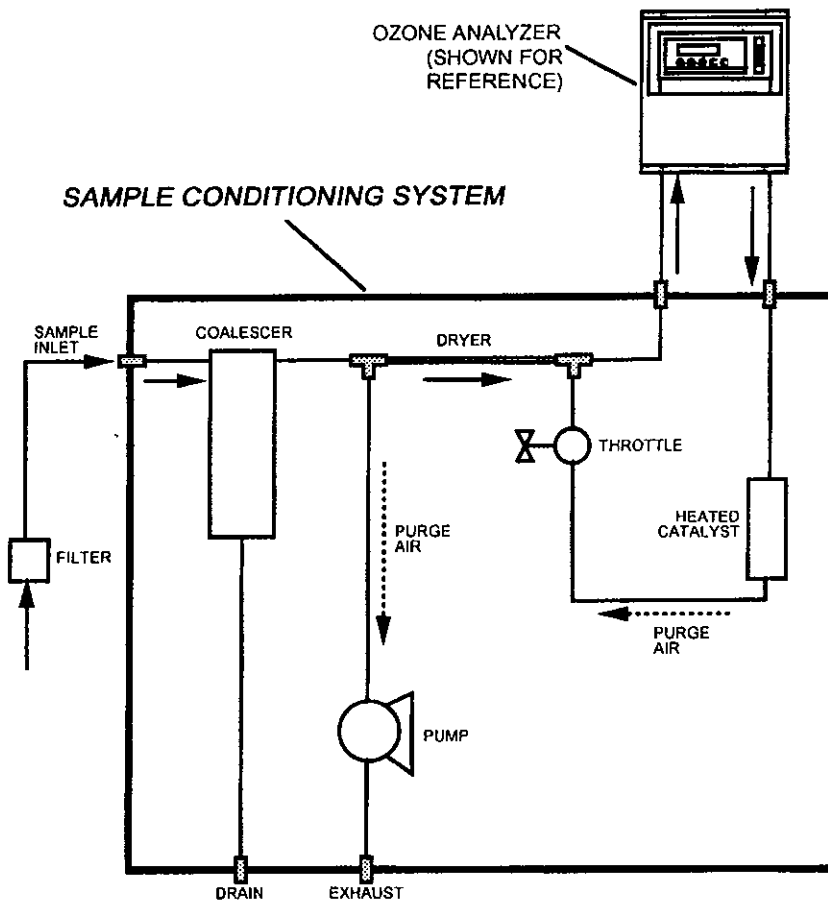 OZONE ANALYZER
(SHOWN FOR
REFERENCE)
SAMPLE CONDITIONING SYSTEM
SAMPLE
INLET
COALESCER
DRYER
THROTTLE
FILTER
PURGE
AIR
HEATED
CATALYST
PURGE
AIR
PUMP
DRAIN
EXHAUST